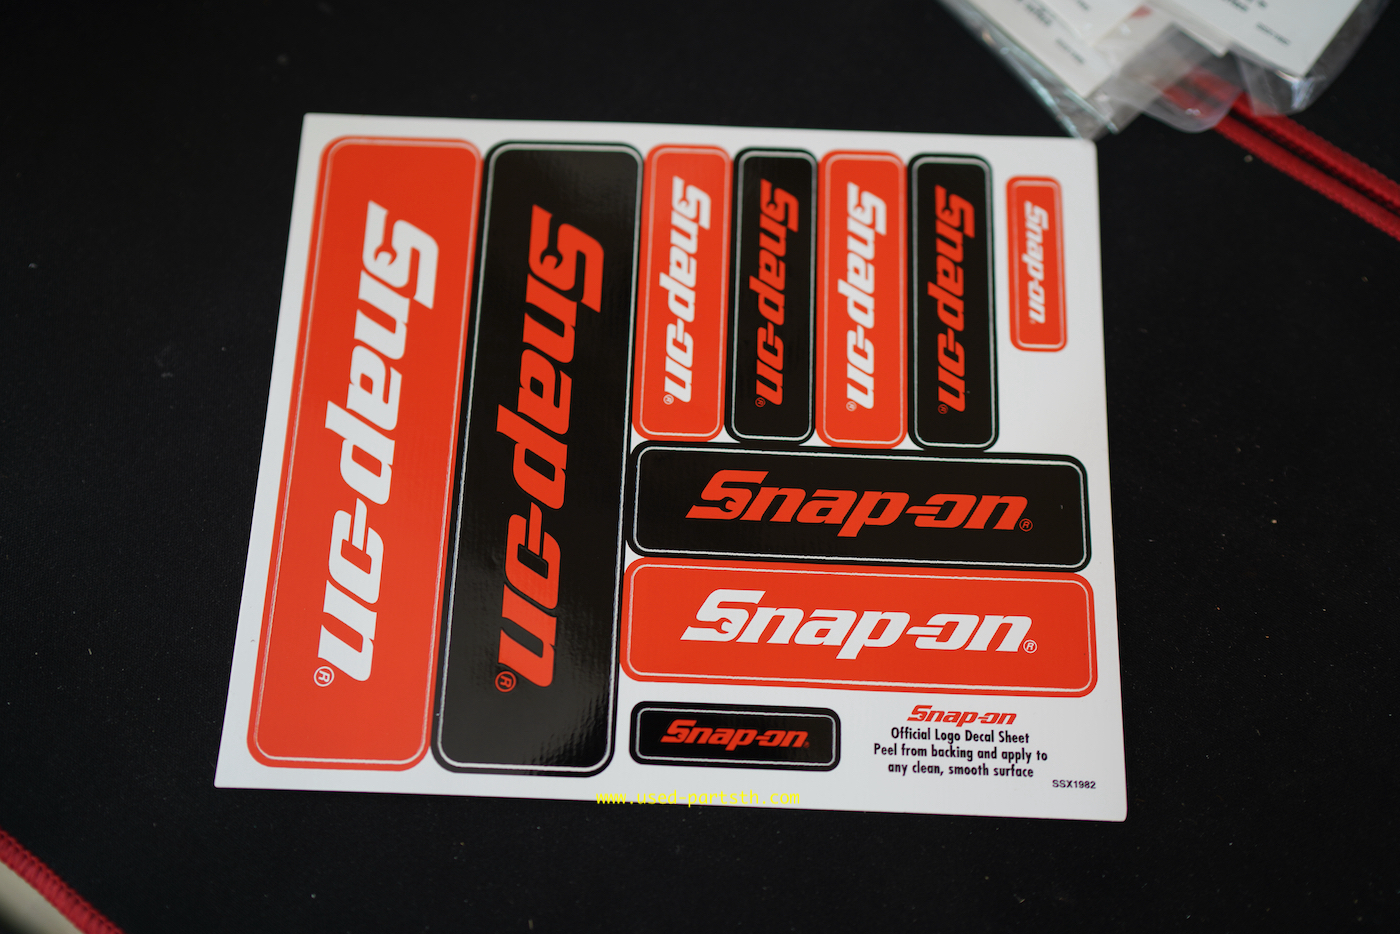 Snap-on®
Snap-on®
Snap-on®
Snap-on®
Snap-on®
Snap-on®
Snap-on.
Snap-on®
Snap-on®
Snap-on
Snap-on
Official Logo Decal Sheet
Peel from backing and apply to
any clean, smooth surface
SSX1982
www.used-partsth.com